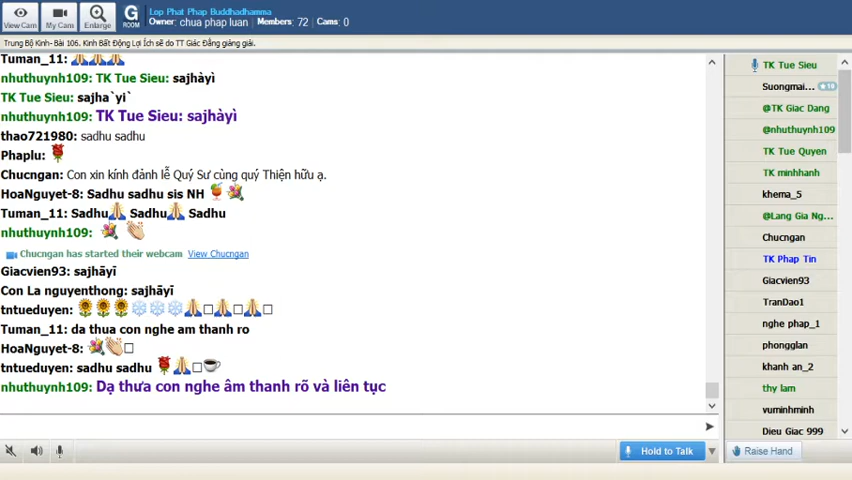 Lop Phat Phap Buddhadhamma
Owner: chua phap luan Members: 72 Cams: 0
View Cam
My Cam
Enlarge
G
ROOM
Trung Bộ Kinh- Bài 106. Kinh Bất Động Lợi Ích sẽ do TT Giác Đẳng giảng giải.
Tuman_11:
nhuthuynh109: TK Tue Sieu: sajhàyì
TK Tue Sieu: sajha`yi`
nhuthuynh109: TK Tue Sieu: sajhàyì
thao721980: sadhu sadhu
Phaplu:
Chucngan: Con xin kính đảnh lễ Quý Sư cùng quý Thiện hữu ạ.
HoaNguyet-8: Sadhu sadhu sis NH
Tuman_11: Sadhu Sadhu Sadhu
nhuthuynh109:
Chucngan has started their webcam View Chucngan
Giacvien93: sajhāyī
Con La nguyenthong: sajhāyī
tntueduyen:
Tuman_11: da thua con nghe am thanh ro
HoaNguyet-8:
tntueduyen: sadhu sadhu
nhuthuynh109: Dạ thưa con nghe âm thanh rõ và liên tục
Hold to Talk
TK Tue Sieu
Suongmai...
@TK Giac Dang
@nhuthuynh109
TK Tue Quyen
TK minhhanh
khema_5
@Lang Gia Ng...
Chucngan
TK Phap Tin
Giacvien93
TranDao1
nghe phap_1
phongglan
khanh an_2
thy lam
vuminhminh
Dieu Giac 999
Raise Hand